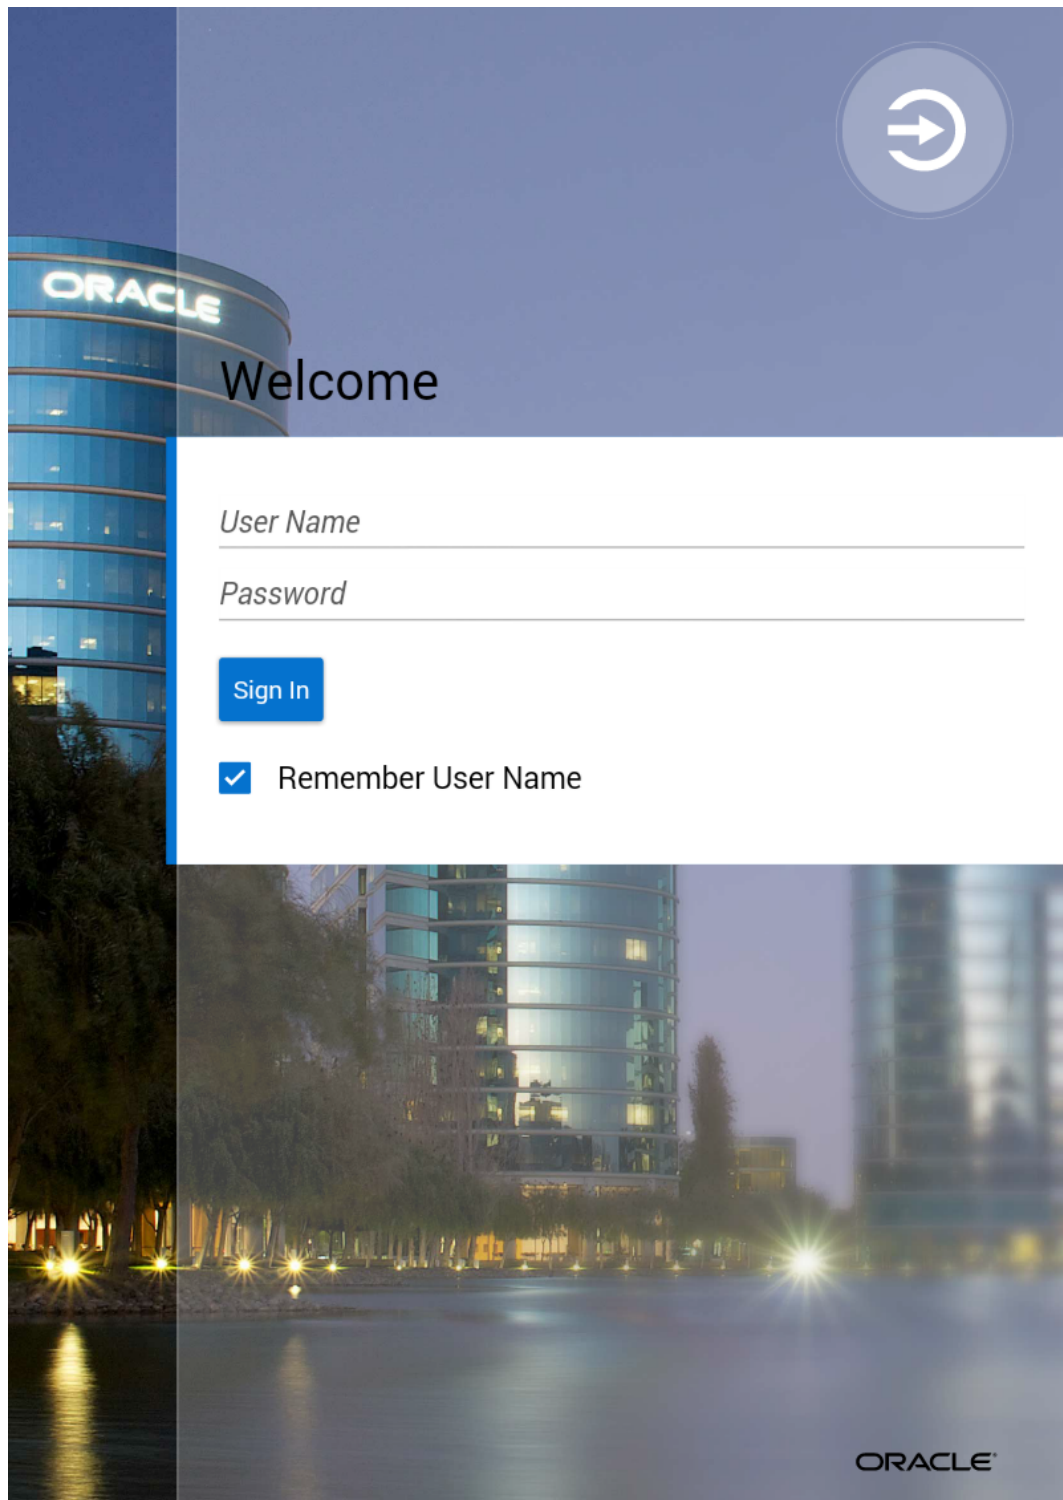 ORACLE
Welcome
User Name
Password
Sign In
Remember User Name
ORACLE®